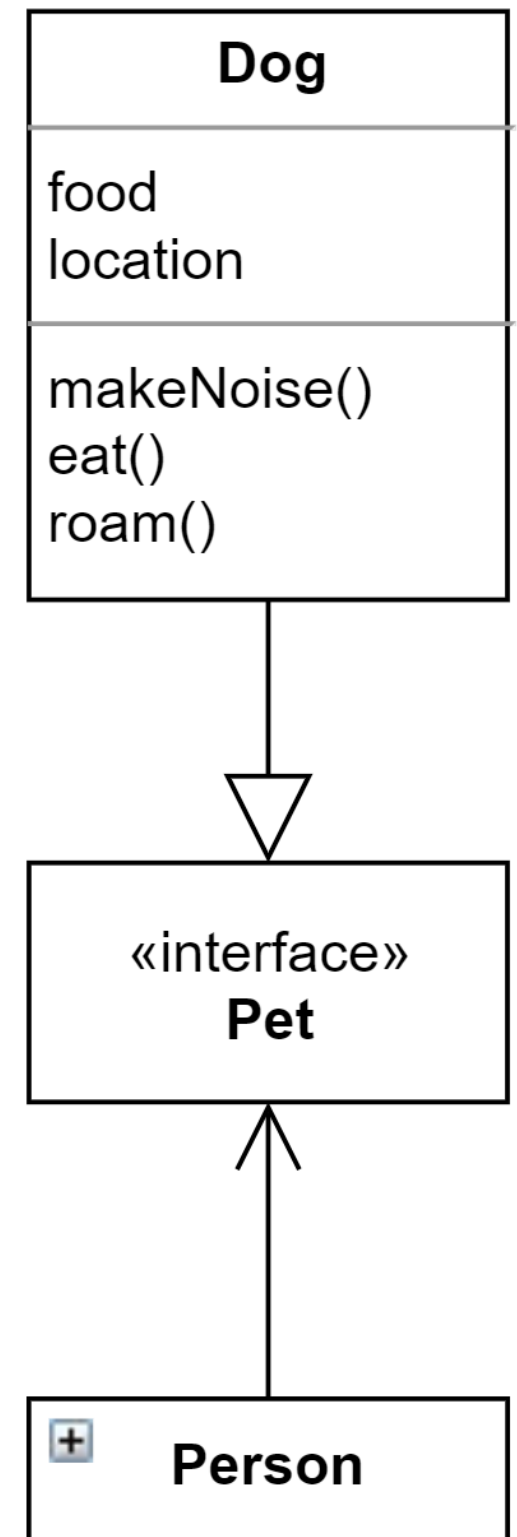 Dog
food
location
makeNoise()
eat()
roam()
«interface»
Pet
Person